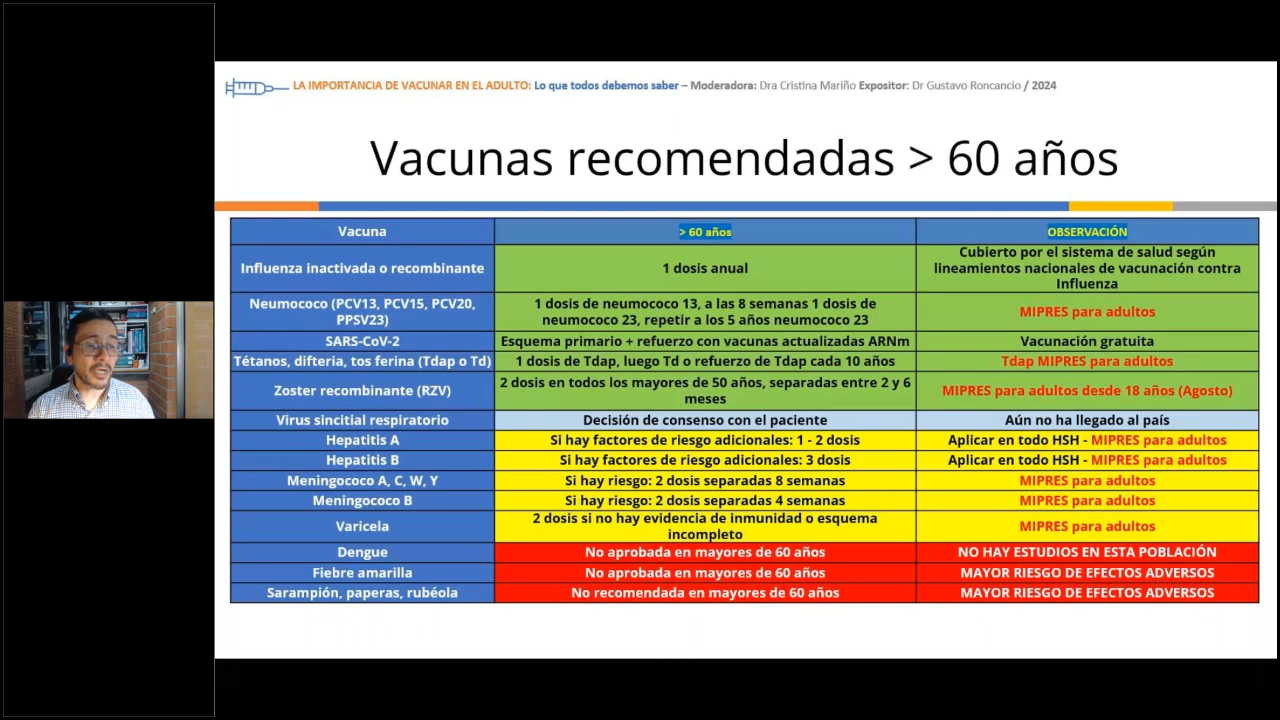 LA IMPORTANCIA DE VACUNAR EN EL ADULTO: Lo que todos debemos saber – Moderadora: Dra Cristina Mariño Expositor: Dr Gustavo Roncancio / 2024
Vacunas recomendadas > 60 años
Vacuna
> 60 años
OBSERVACIÓN
Influenza inactivada o recombinante
1 dosis anual
Cubierto por el sistema de salud según
lineamientos nacionales de vacunación contra
Influenza
Neumococo (PCV13, PCV15, PCV20,
PPSV23)
1 dosis de neumococo 13, a las 8 semanas 1 dosis de
neumococo 23, repetir a los 5 años neumococo 23
MIPRES para adultos
SARS-CoV-2
Esquema primario + refuerzo con vacunas actualizadas ARNm
Vacunación gratuita
Tétanos, difteria, tos ferina (Tdap o Td)
1 dosis de Tdap, luego Td o refuerzo de Tdap cada 10 años
Tdap MIPRES para adultos
Zoster recombinante (RZV)
2 dosis en todos los mayores de 50 años, separadas entre 2 y 6
meses
MIPRES para adultos desde 18 años (Agosto)
Virus sincitial respiratorio
Decisión de consenso con el paciente
Aún no ha llegado al país
Hepatitis A
Si hay factores de riesgo adicionales: 1 - 2 dosis
Aplicar en todo HSH - MIPRES para adultos
Hepatitis B
Si hay factores de riesgo adicionales: 3 dosis
Aplicar en todo HSH - MIPRES para adultos
Meningococo A, C, W, Y
Si hay riesgo: 2 dosis separadas 8 semanas
MIPRES para adultos
Meningococo B
Si hay riesgo: 2 dosis separadas 4 semanas
MIPRES para adultos
Varicela
2 dosis si no hay evidencia de inmunidad o esquema
incompleto
MIPRES para adultos
Dengue
No aprobada en mayores de 60 años
NO HAY ESTUDIOS EN ESTA POBLACIÓN
Fiebre amarilla
No aprobada en mayores de 60 años
MAYOR RIESGO DE EFECTOS ADVERSOS
Sarampión, paperas, rubéola
No recomendada en mayores de 60 años
MAYOR RIESGO DE EFECTOS ADVERSOS